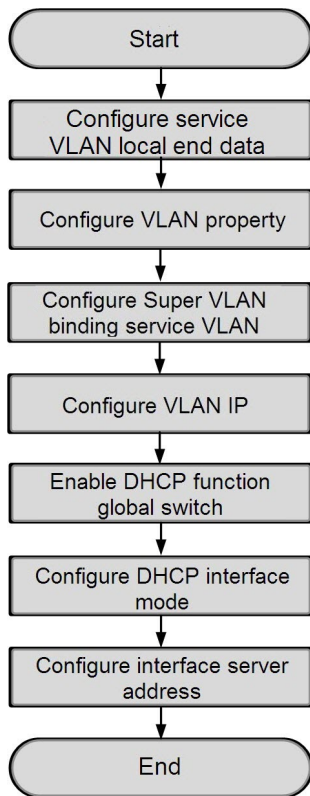 Start
Configure service
VLAN local end data
Configure VLAN property
Configure Super VLAN
binding service VLAN
Configure VLAN IP
Enable DHCP function
global switch
Configure DHCP interface
mode
Configure interface server
address
End